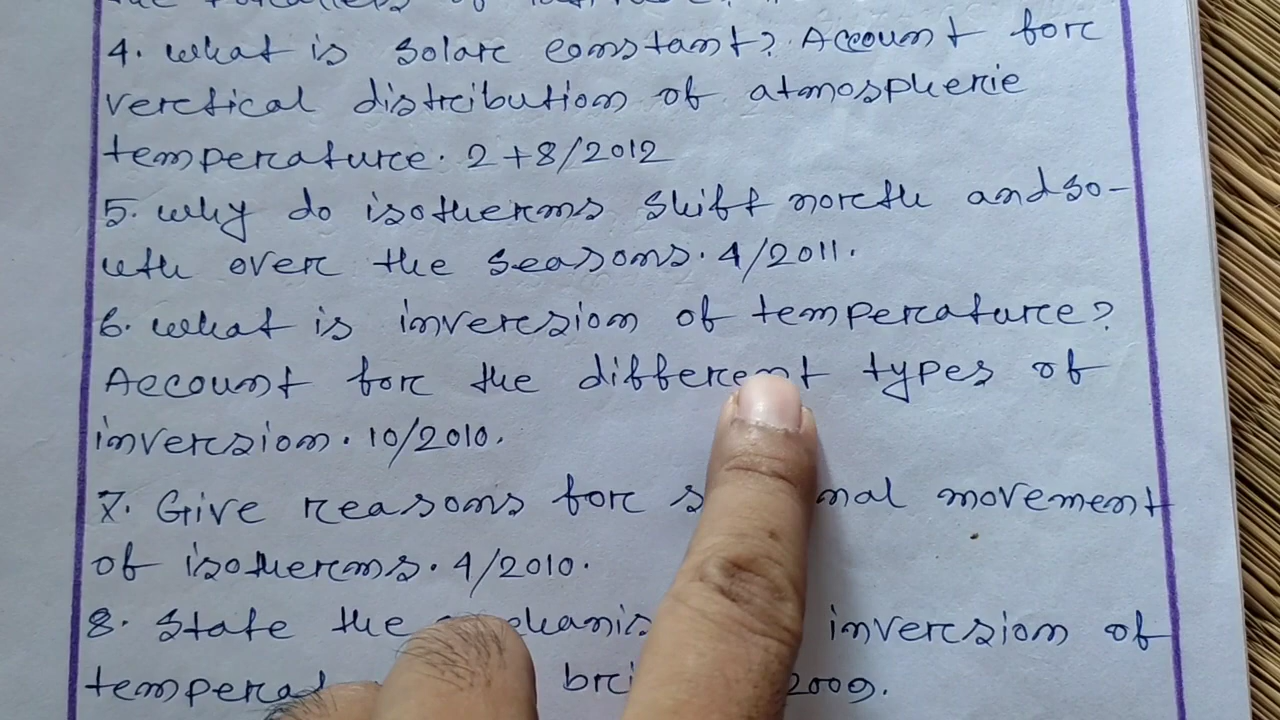 4. What is solar constant? Account for
vertical distribution of atmospheric
temperature. 2+8/2012
5. Why do isotherms shift north and so-
uth over the seasons. 4/2011.
6. What is inversion of temperature?
Account for the different types of
inversion. 10/2010.
7. Give reasons for movement
of isotherms. 4/2010.
8. State the inversion of
2009.